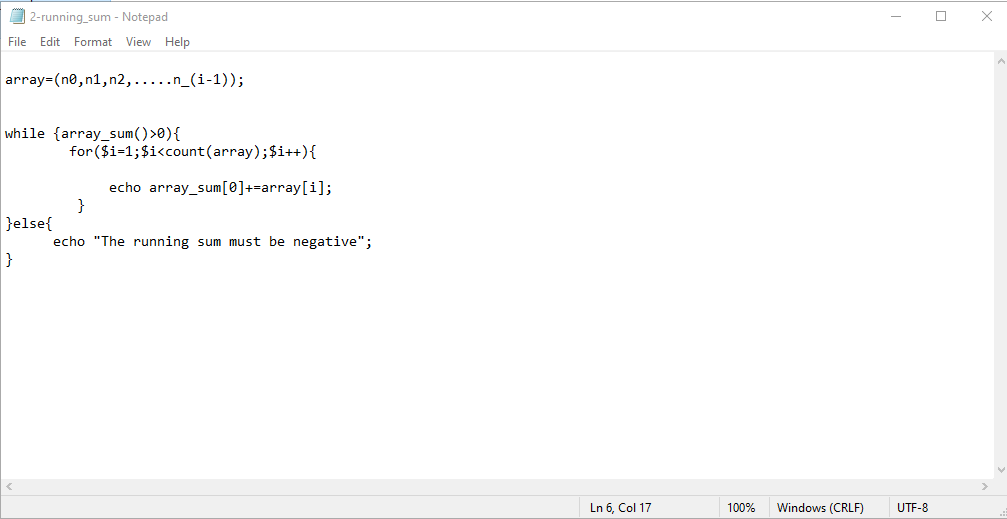 2-running_sum - Notepad
File Edit Format View Help
array=(n0,n1,n2,.....n_(i-1));
while {array_sum()>0){
for($i=1;$i<count(array);$i++){
echo array_sum[0]+=array[i];
}
}else{
echo "The running sum must be negative";
}
Ln 6, Col 17 100% Windows (CRLF) UTF-8